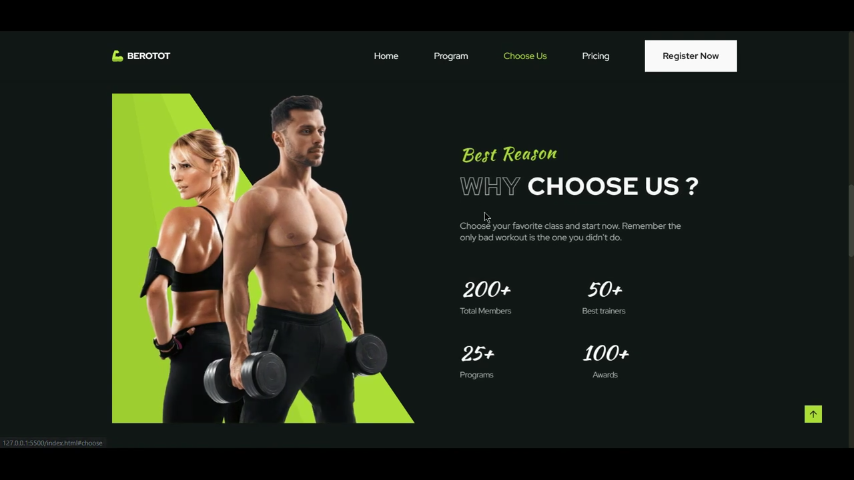 BEROTOT
Home Program Choose Us Pricing Register Now
Best Reason
WHY CHOOSE US ?
Choose your favorite class and start now. Remember the
only bad workout is the one you didn't do.
200+ 50+
Total Members Best trainers
25+ 100+
Programs Awards
127.0.0.1:5500/index.html#choose